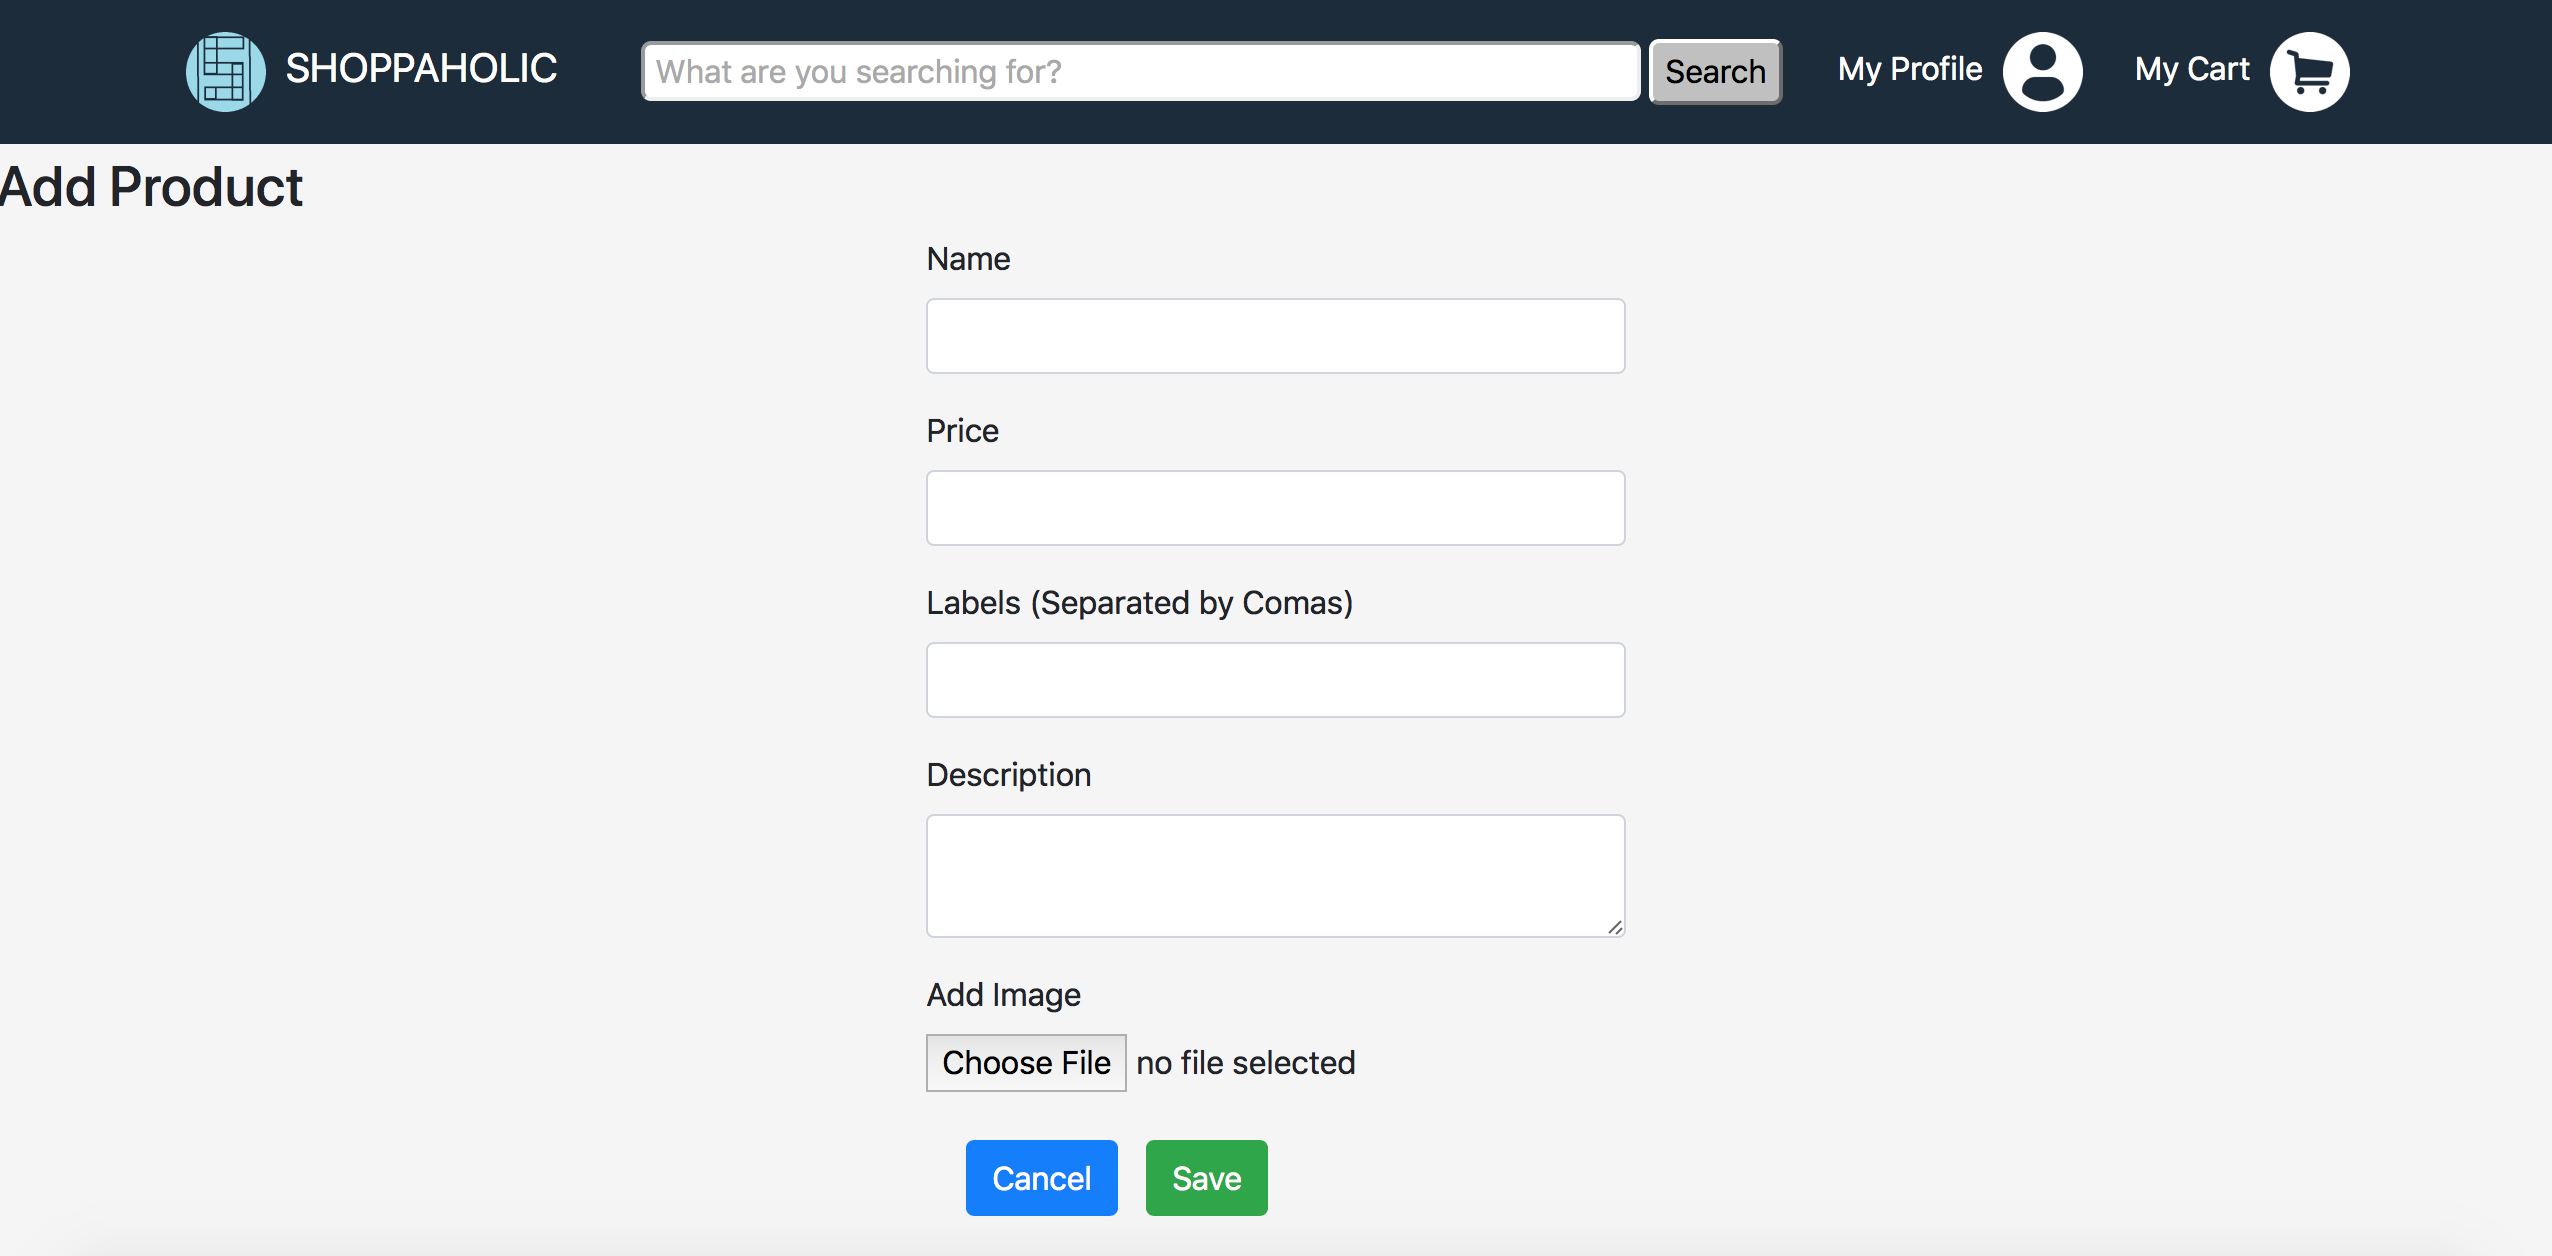 SHOPPAHOLIC What are you searching for? Search My Profile My Cart
Add Product
Name
Price
Labels (Separated by Comas)
Description
Add Image
Choose File no file selected
Cancel Save